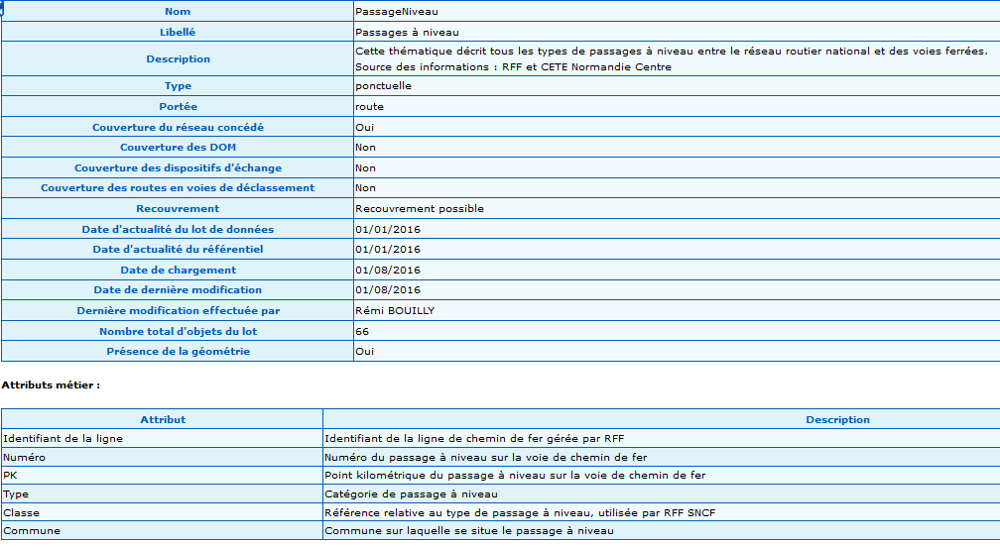 Nom PassageNiveau
Libellé Passages à niveau
Description Cette thématique décrit tous les types de passages à niveau entre le réseau routier national et des voies ferrées.
Source des informations : RFF et CETE Normandie Centre
Type ponctuelle
Portée route
Couverture du réseau concédé Oui
Couverture des DOM Non
Couverture des dispositifs d'échange Non
Couverture des routes en voies de déclassement Non
Recouvrement Recouvrement possible
Date d'actualité du lot de données 01/01/2016
Date d'actualité du référentiel 01/01/2016
Date de chargement 01/08/2016
Date de dernière modification 01/08/2016
Dernière modification effectuée par Rémi BOUILLY
Nombre total d'objets du lot 66
Présence de la géométrie Oui
Attributs métier :
Attribut Description
Identifiant de la ligne Identifiant de la ligne de chemin de fer gérée par RFF
Numéro Numéro du passage à niveau sur la voie de chemin de fer
PK Point kilométrique du passage à niveau sur la voie de chemin de fer
Type Catégorie de passage à niveau
Classe Référence relative au type de passage à niveau, utilisée par RFF SNCF
Commune Commune sur laquelle se situe le passage à niveau